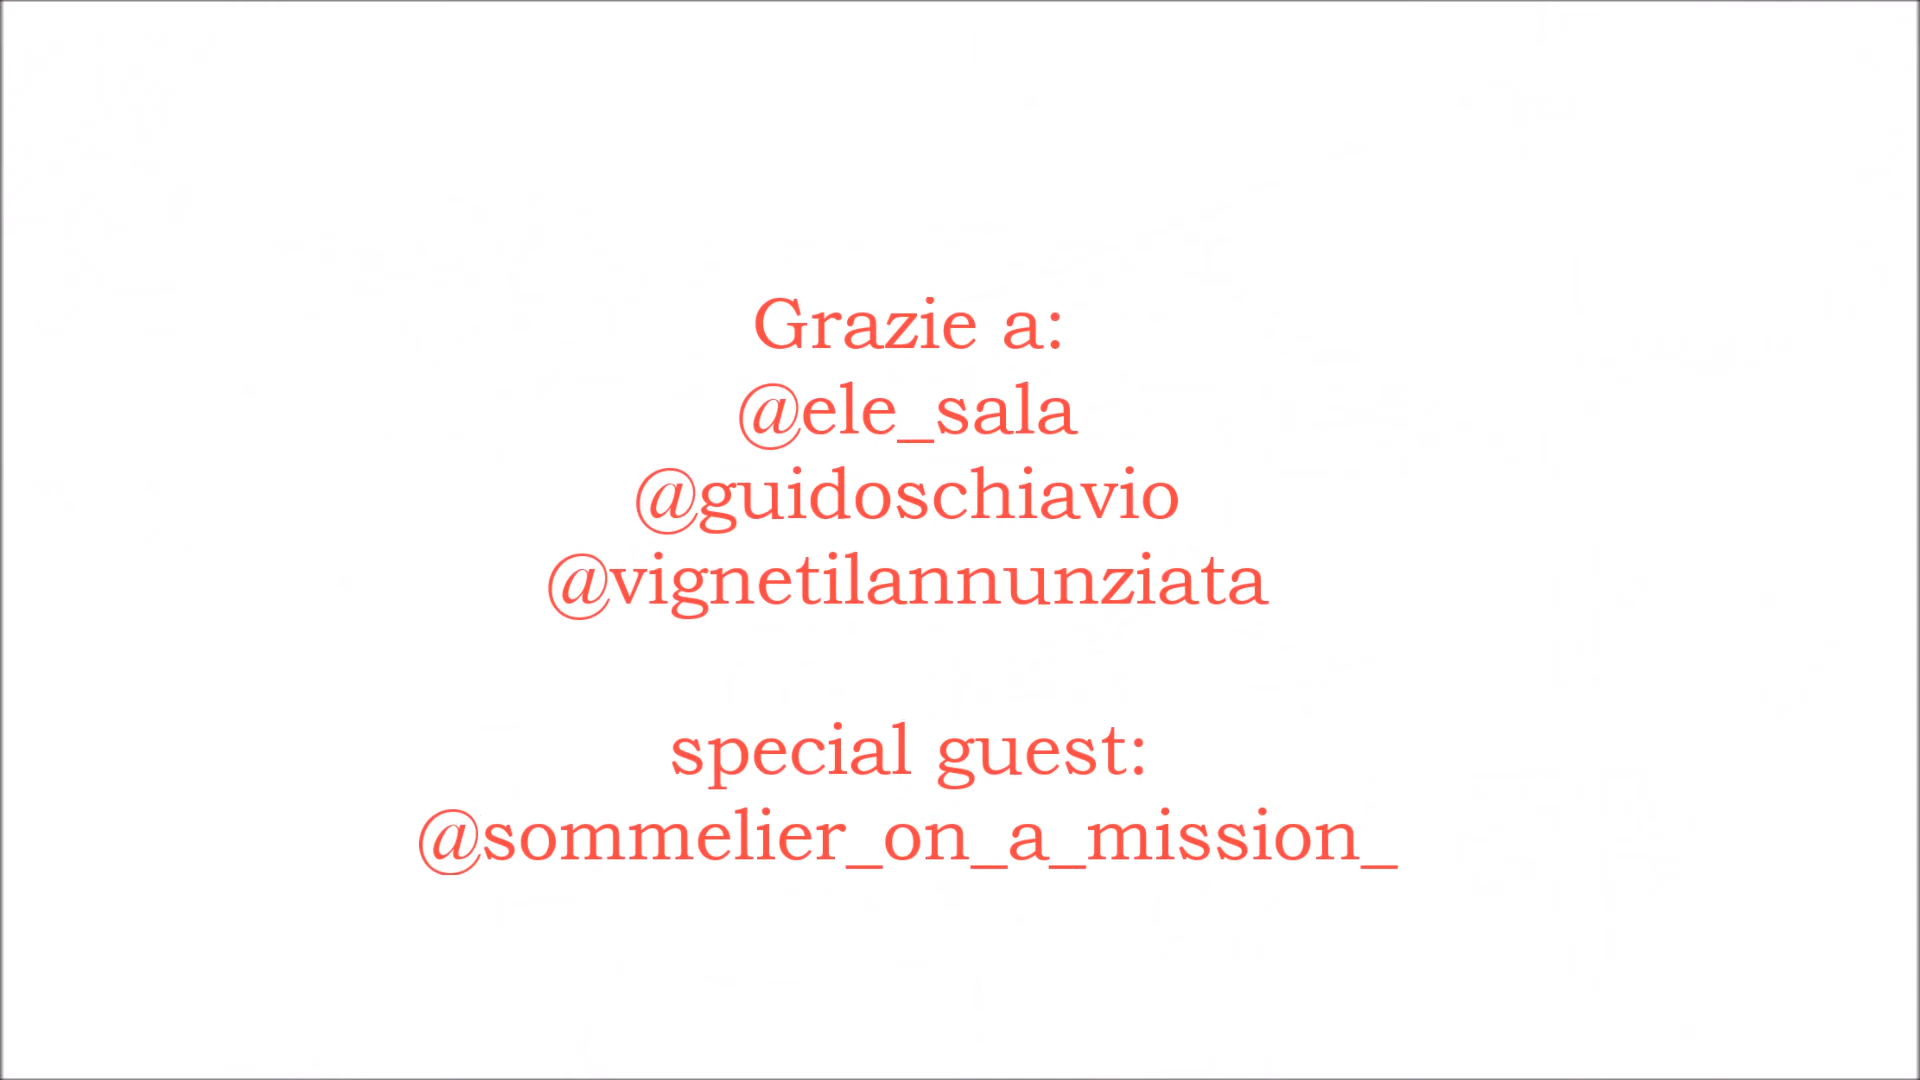 Grazie a:
@ele_sala
@guidoschiavio
@vignetilannunziata
special guest:
@sommelier_on_a_mission_